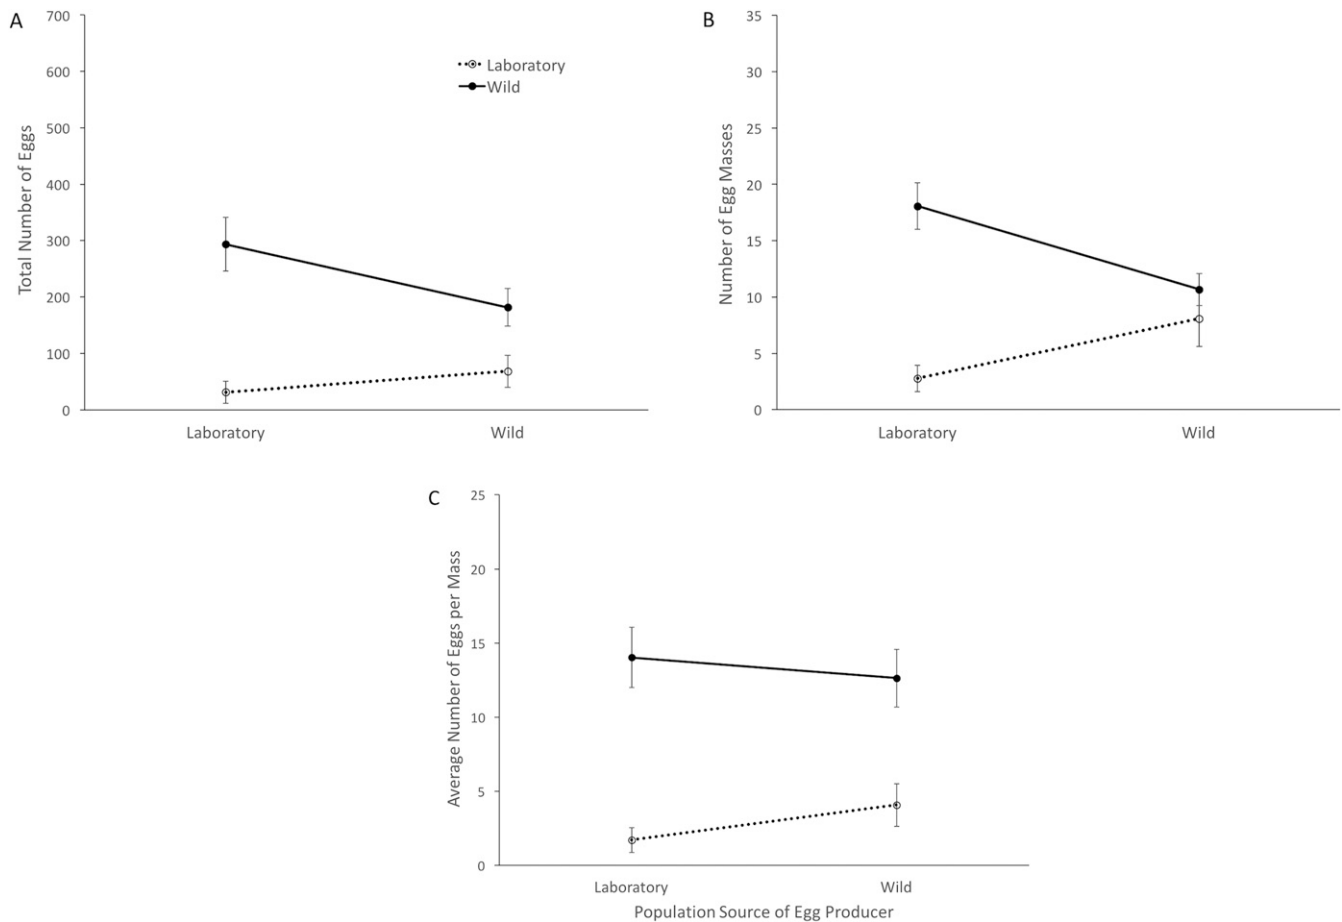 A
700
600
500
400
300
200
100
0
Total Number of Eggs
Laboratory
Wild
Laboratory
Wild
B
35
30
25
20
15
10
5
0
Number of Egg Masses
Laboratory
Wild
C
25
20
15
10
5
0
Average Number of Eggs per Mass
Laboratory
Wild
Population Source of Egg Producer